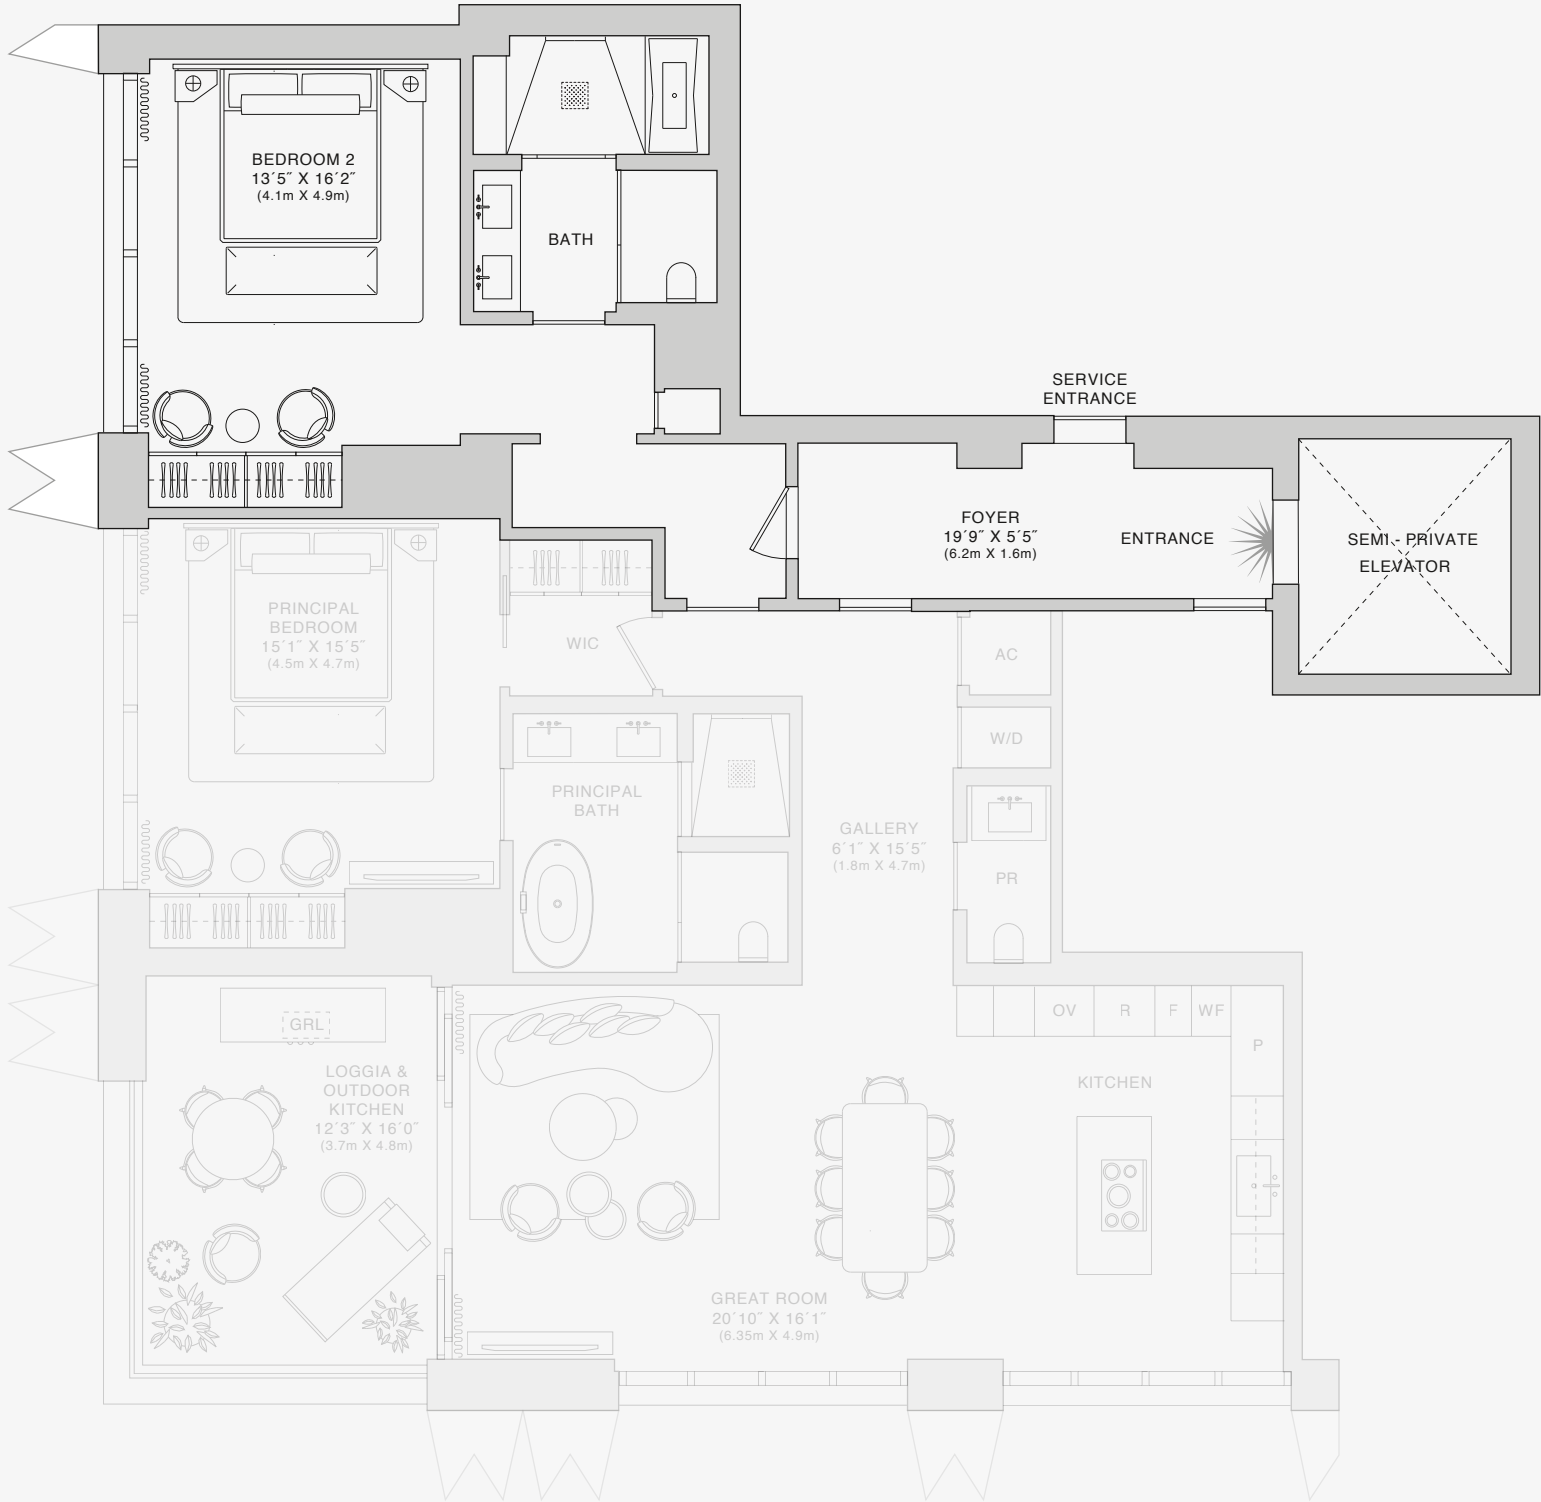 BEDROOM 2
13´5˝ X 16´2˝
(4.1m X 4.9m)
BATH
SERVICE
ENTRANCE
FOYER
19´9˝ X 5´5˝
(6.2m X 1.6m)
ENTRANCE
SEMI - PRIVATE
ELEVATOR
PRINCIPAL
BEDROOM
15´1˝ X 15´5˝
(4.5m X 4.7m)
WIC
AC
W/D
PRINCIPAL
BATH
GALLERY
6´1˝ X 15´5˝
(1.8m X 4.7m)
PR
GRL
LOGGIA &
OUTDOOR
KITCHEN
12´3˝ X 16´0˝
(3.7m X 4.8m)
OV
R
F
WF
P
KITCHEN
GREAT ROOM
20´10˝ X 16´1˝
(6.35m X 4.9m)